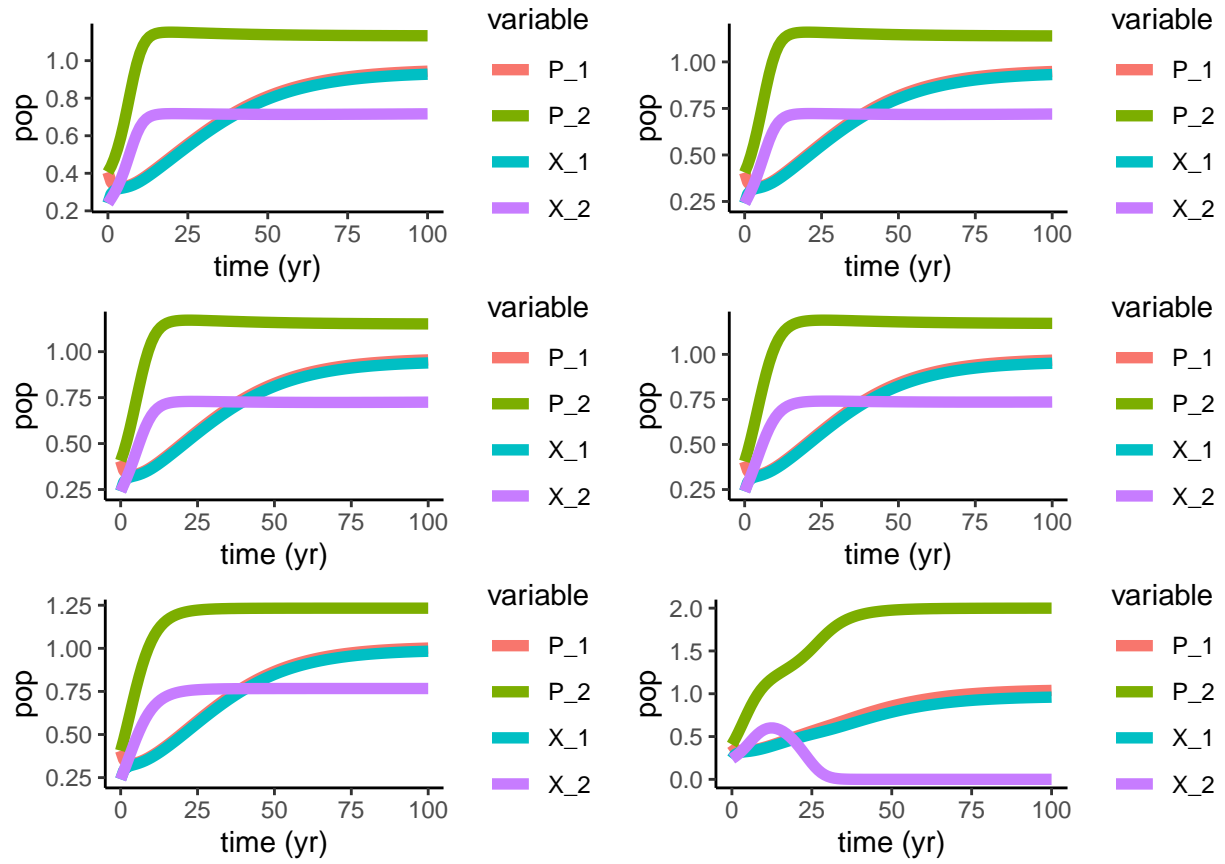 variable
pop
1.0
0.8
0.6
0.4
0.2
0 25 50 75 100
time (yr)
P_1
P_2
X_1
X_2
variable
pop
1.00
0.75
0.50
0.25
0 25 50 75 100
time (yr)
P_1
P_2
X_1
X_2
variable
pop
1.00
0.75
0.50
0.25
0 25 50 75 100
time (yr)
P_1
P_2
X_1
X_2
variable
pop
1.00
0.75
0.50
0.25
0 25 50 75 100
time (yr)
P_1
P_2
X_1
X_2
variable
pop
1.25
1.00
0.75
0.50
0.25
0 25 50 75 100
time (yr)
P_1
P_2
X_1
X_2
variable
pop
2.0
1.5
1.0
0.5
0.0
0 25 50 75 100
time (yr)
P_1
P_2
X_1
X_2